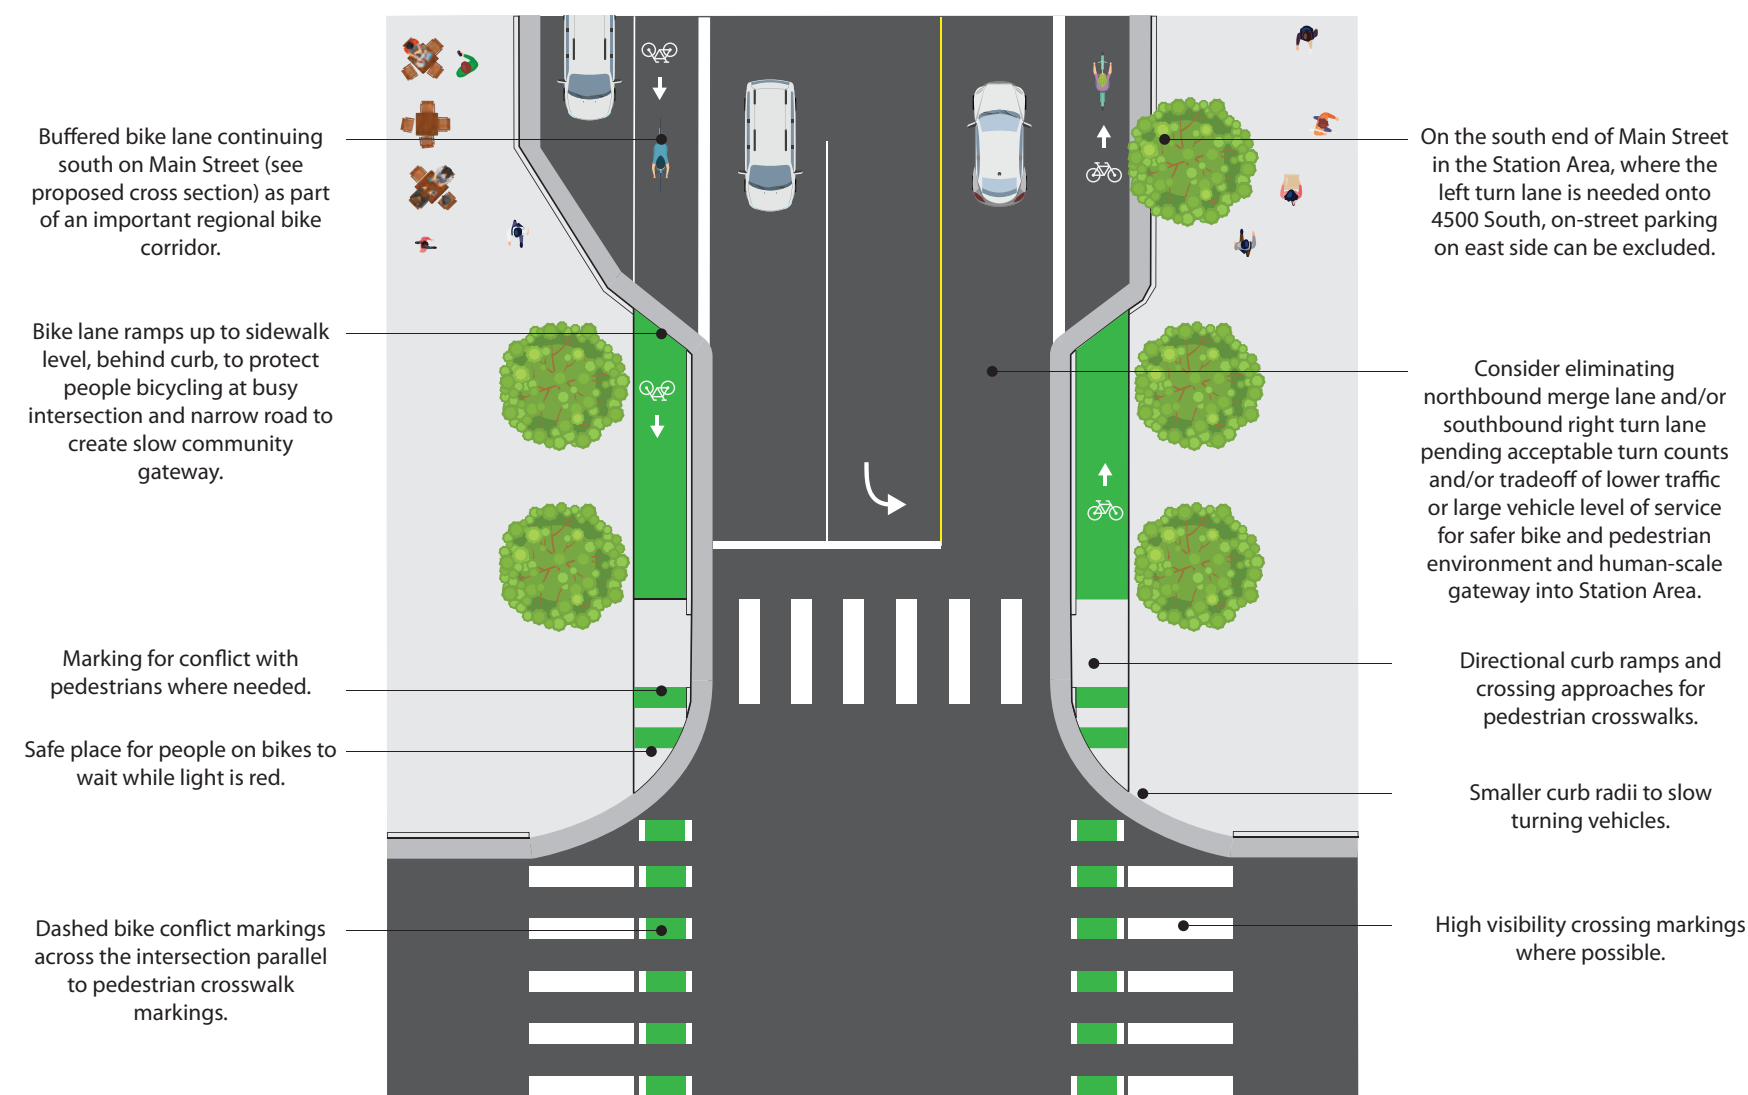 Buffered bike lane continuing
south on Main Street (see
proposed cross section) as part
of an important regional bike
corridor.
Bike lane ramps up to sidewalk
level, behind curb, to protect
people bicycling at busy
intersection and narrow road to
create slow community
gateway.
Marking for conflict with
pedestrians where needed.
Safe place for people on bikes to
wait while light is red.
Dashed bike conflict markings
across the intersection parallel
to pedestrian crosswalk
markings.
On the south end of Main Street
in the Station Area, where the
left turn lane is needed onto
4500 South, on-street parking
on east side can be excluded.
Consider eliminating
northbound merge lane and/or
southbound right turn lane
pending acceptable turn counts
and/or tradeoff of lower traffic
or large vehicle level of service
for safer bike and pedestrian
environment and human-scale
gateway into Station Area.
Directional curb ramps and
crossing approaches for
pedestrian crosswalks.
Smaller curb radii to slow
turning vehicles.
High visibility crossing markings
where possible.